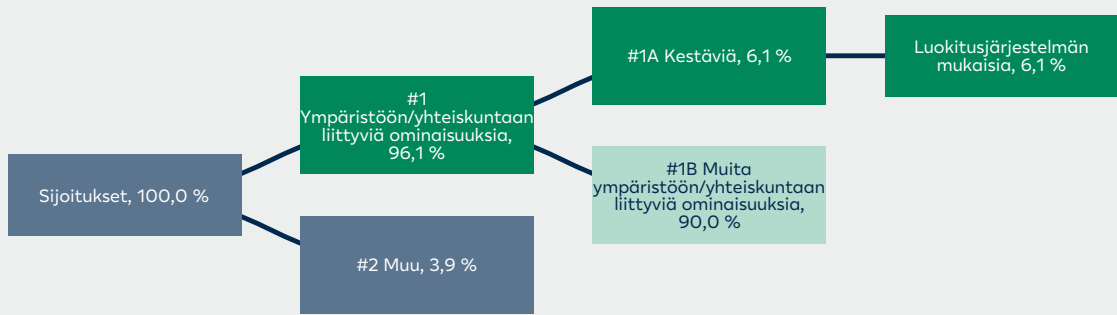 Sijoitukset, 100,0 %
#1
Ympäristöön/yhteiskuntaan
liittyviä ominaisuuksia,
96,1 %
#2 Muu, 3,9 %
#1A Kestäviä, 6,1 %
#1B Muita
ympäristöön/yhteiskuntaan
liittyviä ominaisuuksia,
90,0 %
Luokitusjärjestelmän
mukaisia, 6,1 %